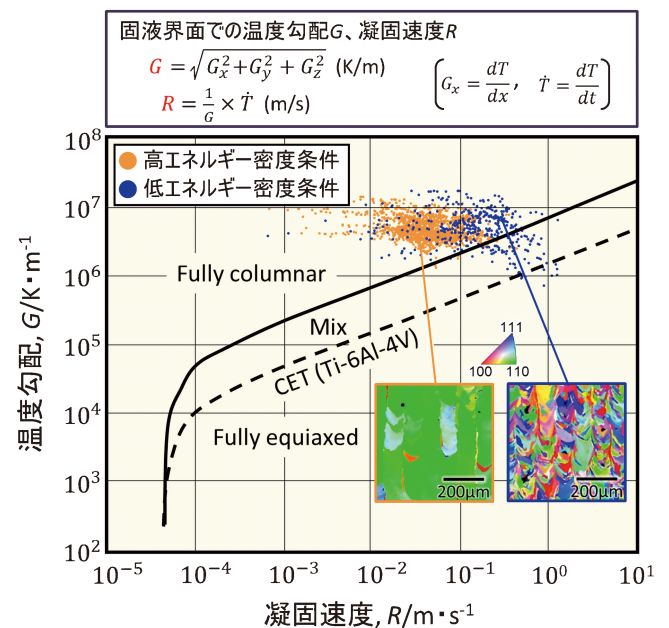 固液界面での温度勾配G、凝固速度R
G = √(Gₓ² + Gᵧ² + G_z²) (K/m)
R = 1/G × Ṫ (m/s)
(Gₓ = dT/dx, Ṫ = dT/dt)
高エネルギー密度条件
低エネルギー密度条件
10⁸
10⁷
10⁶
10⁵
10⁴
10³
10²
温度勾配, G/K・m⁻¹
Fully columnar
Mix
CET (Ti-6Al-4V)
Fully equiaxed
111
100 110
200μm
200μm
10⁻⁵ 10⁻⁴ 10⁻³ 10⁻² 10⁻¹ 10⁰ 10¹
凝固速度, R/m・s⁻¹